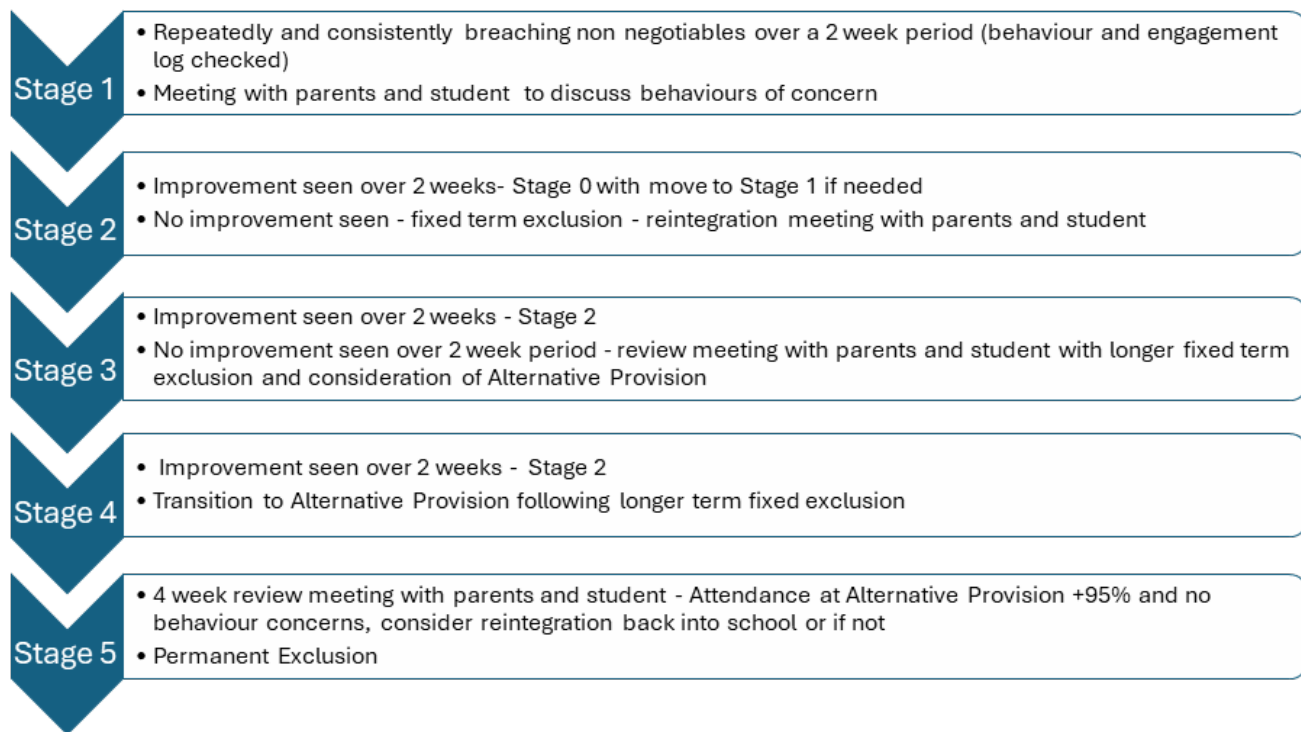 Stage 1
• Repeatedly and consistently breaching non negotiables over a 2 week period (behaviour and engagement
log checked)
• Meeting with parents and student to discuss behaviours of concern
Stage 2
• Improvement seen over 2 weeks- Stage 0 with move to Stage 1 if needed
• No improvement seen - fixed term exclusion - reintegration meeting with parents and student
Stage 3
• Improvement seen over 2 weeks - Stage 2
• No improvement seen over 2 week period - review meeting with parents and student with longer fixed term
exclusion and consideration of Alternative Provision
Stage 4
• Improvement seen over 2 weeks - Stage 2
• Transition to Alternative Provision following longer term fixed exclusion
Stage 5
• 4 week review meeting with parents and student - Attendance at Alternative Provision +95% and no
behaviour concerns, consider reintegration back into school or if not
• Permanent Exclusion